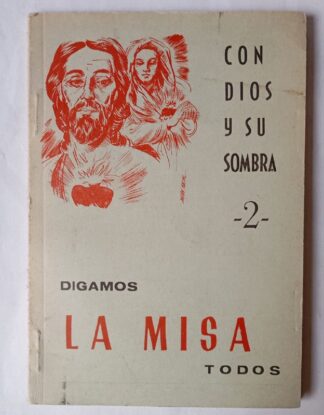 CON
DIOS
Y SU
SOMBRA
-2-
DIGAMOS
LA MISA
TODOS